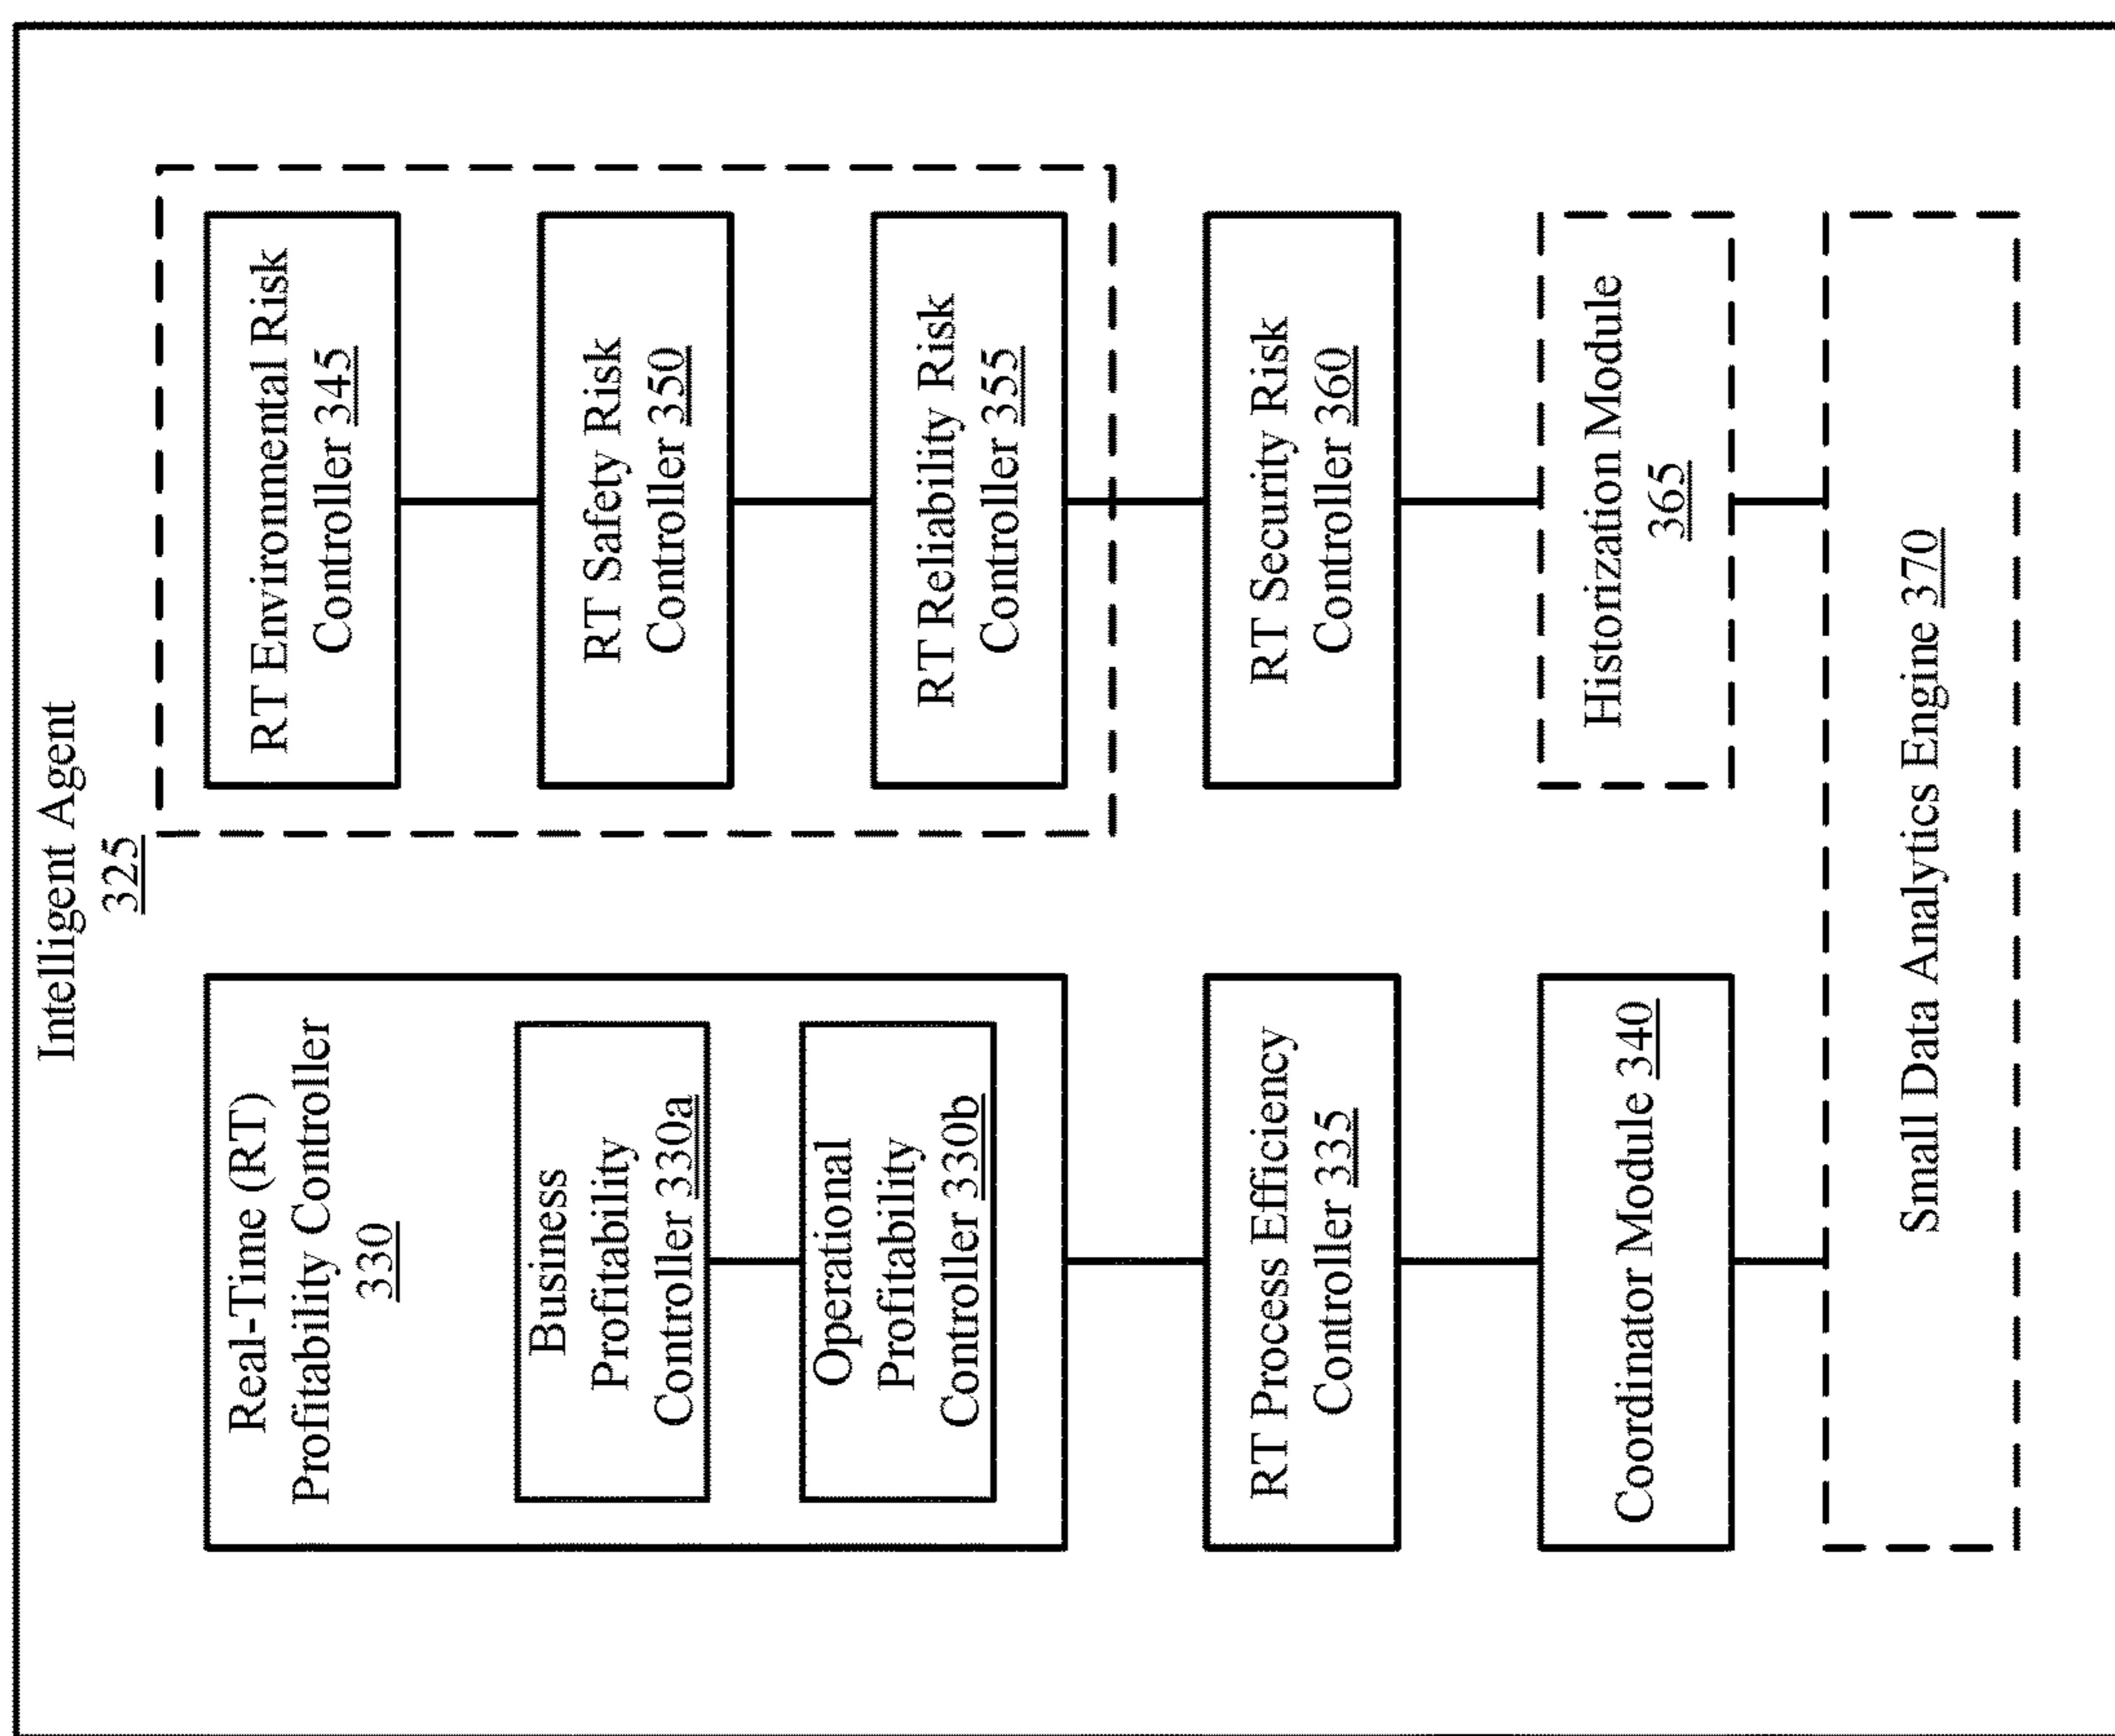 Intelligent Agent
325
Real-Time (RT)
Profitability Controller
330
Business
Profitability
Controller 330a
Operational
Profitability
Controller 330b
RT Process Efficiency
Controller 335
Coordinator Module 340
RT Environmental Risk
Controller 345
RT Safety Risk
Controller 350
RT Reliability Risk
Controller 355
RT Security Risk
Controller 360
Historization Module
365
Small Data Analytics Engine 370